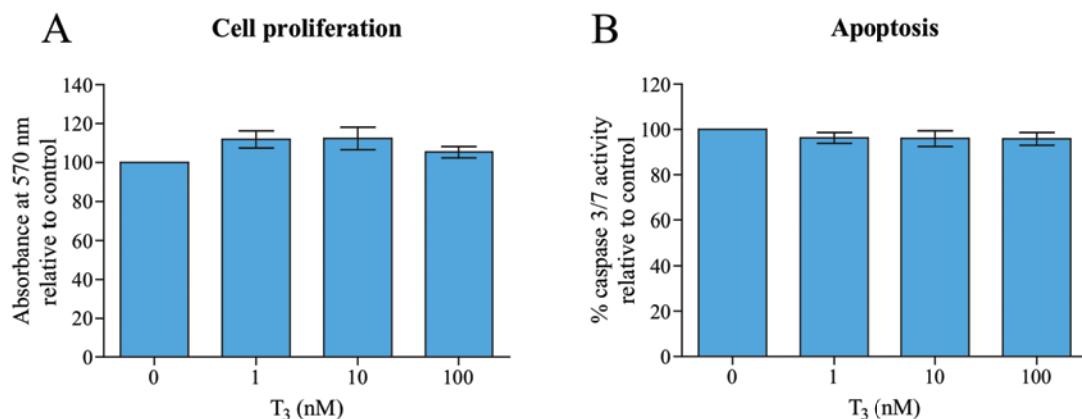 A
Cell proliferation
Absorbance at 570 nm
relative to control
140
120
100
80
60
40
20
0
0 1 10 100
T₃ (nM)
B
Apoptosis
% caspase 3/7 activity
relative to control
120
100
80
60
40
20
0
0 1 10 100
T₃ (nM)